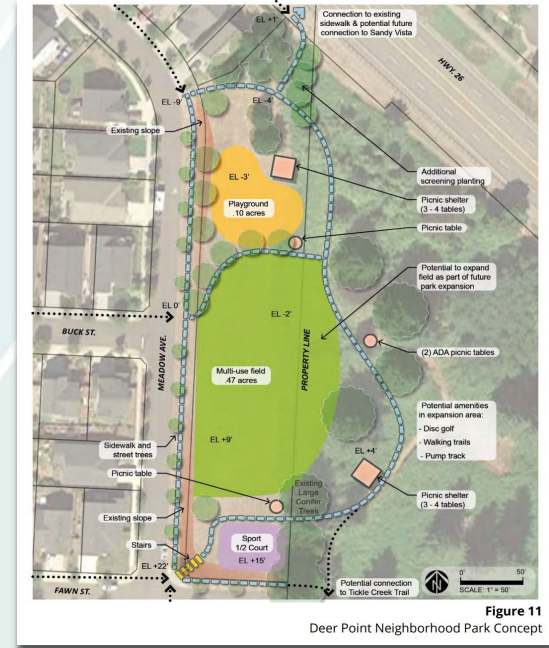 EL +1'
Connection to existing
sidewalk & potential future
connection to Sandy Vista
HWY. 26
EL -9'
EL -4'
Existing slope
EL -3'
Playground
.10 acres
Additional
screening planting
Picnic shelter
(3 - 4 tables)
Picnic table
Potential to expand
field as part of future
park expansion
EL 0'
EL -2'
BUCK ST.
MEADOW AVE.
PROPERTY LINE
(2) ADA picnic tables
Multi-use field
.47 acres
Potential amenities
in expansion area:
- Disc golf
- Walking trails
- Pump track
EL +9'
Sidewalk and
street trees
EL +4'
Picnic table
Existing
Large
Conifer
Trees
Picnic shelter
(3 - 4 tables)
Existing slope
Sport
1/2 Court
Stairs
EL +15'
EL +22'
FAWN ST.
Potential connection
to Tickle Creek Trail
N
0'
50'
SCALE: 1" = 50'
Figure 11
Deer Point Neighborhood Park Concept